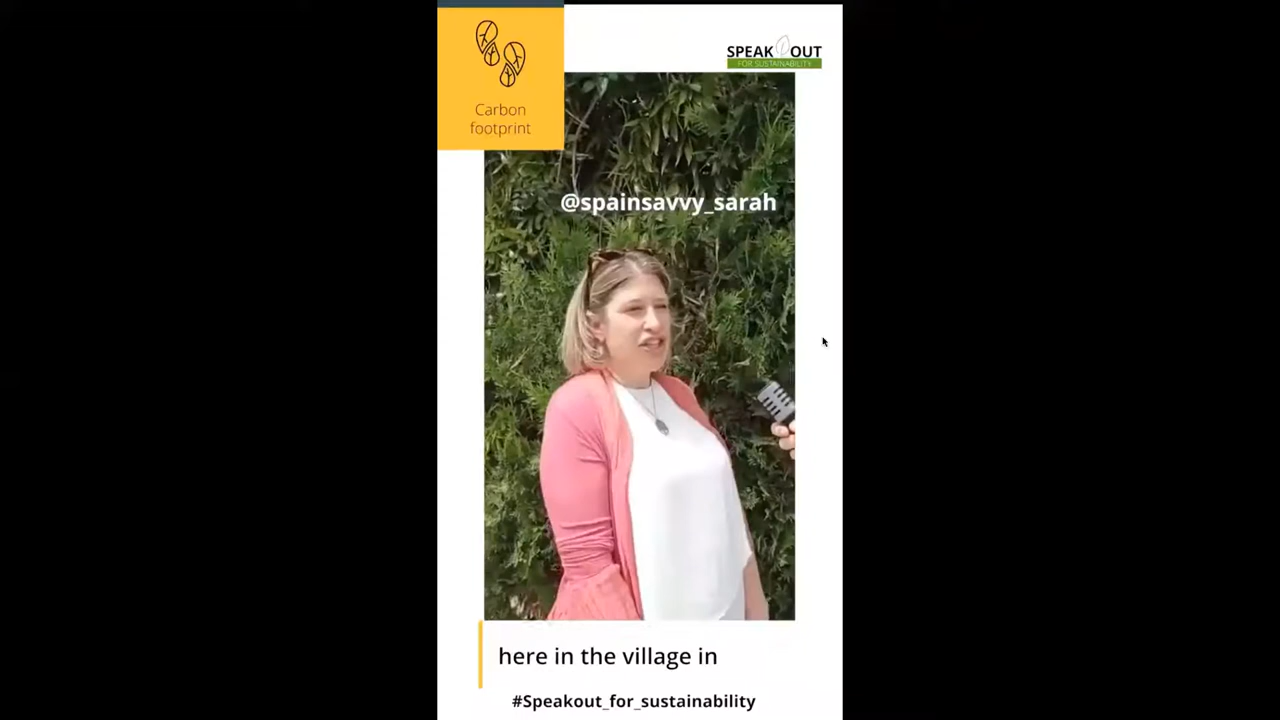 SPEAK OUT
FOR SUSTAINABILITY
Carbon
footprint
@spainsavvy_sarah
here in the village in
#Speakout_for_sustainability